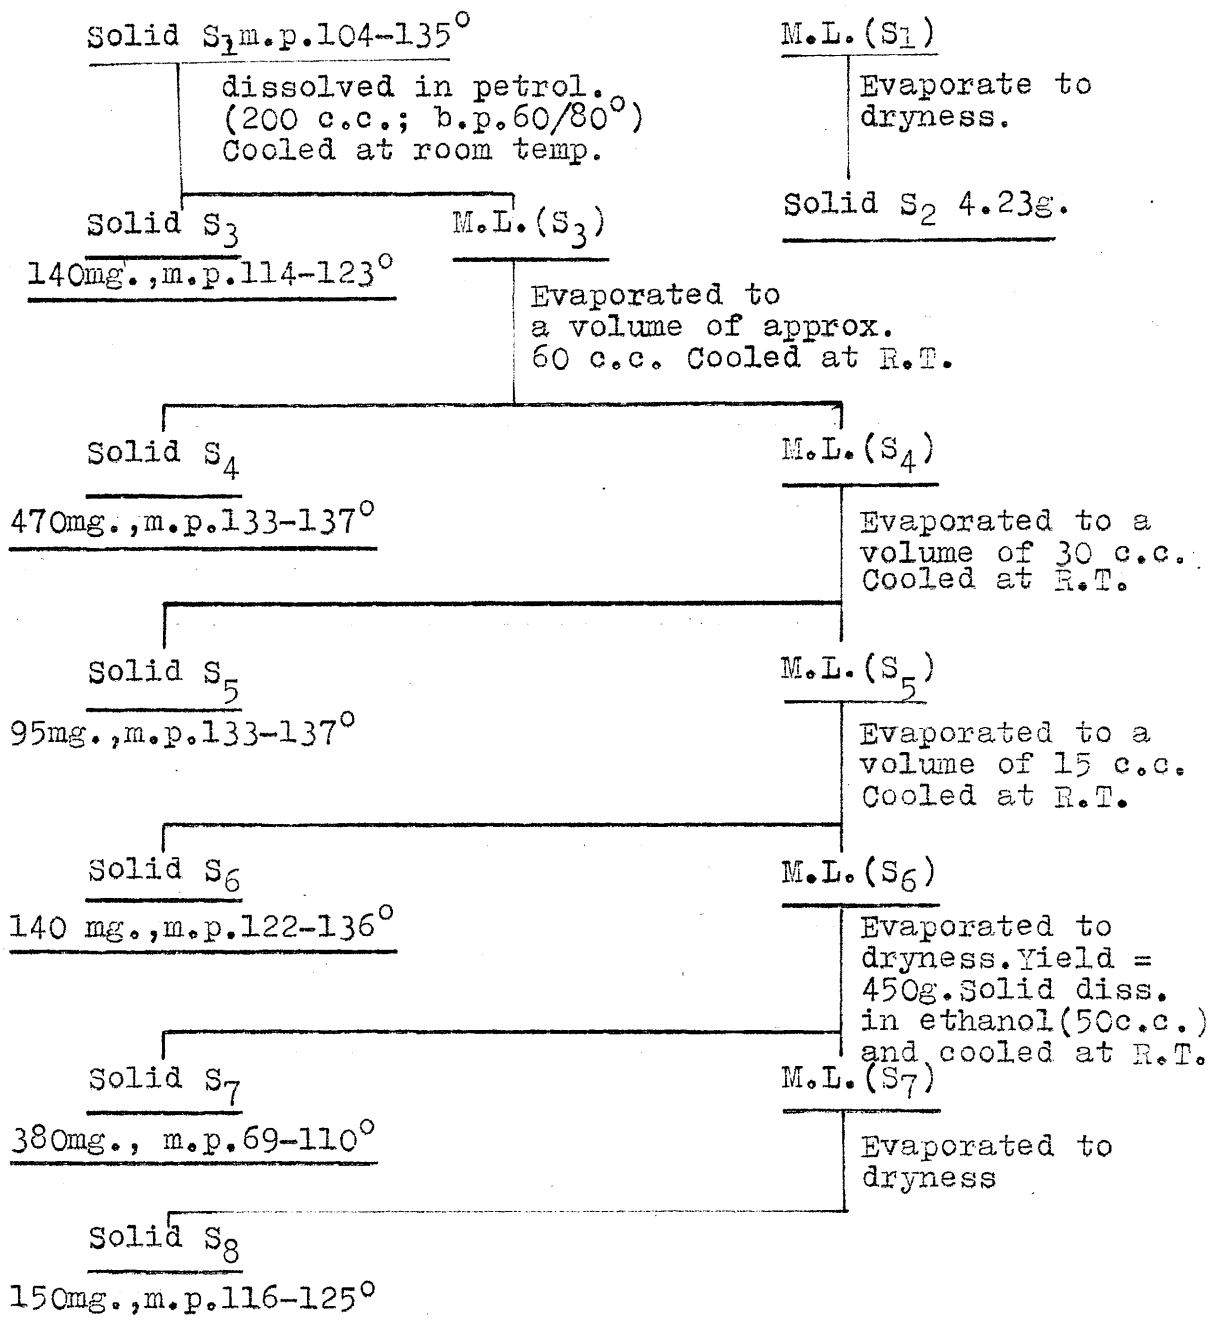 Solid S₁m.p.104-135°
dissolved in petrol.
(200 c.c.; b.p.60/80°)
Cooled at room temp.
M.L.(S₁)
Evaporate to
dryness.
Solid S₂ 4.23g.
Solid S₃
140mg.,m.p.114-123°
M.L.(S₃)
Evaporated to
a volume of approx.
60 c.c. Cooled at R.T.
Solid S₄
470mg.,m.p.133-137°
M.L.(S₄)
Evaporated to a
volume of 30 c.c.
Cooled at R.T.
Solid S₅
95mg.,m.p.133-137°
M.L.(S₅)
Evaporated to a
volume of 15 c.c.
Cooled at R.T.
Solid S₆
140 mg.,m.p.122-136°
M.L.(S₆)
Evaporated to
dryness.Yield =
450g.Solid diss.
in ethanol(50c.c.)
and cooled at R.T.
Solid S₇
380mg., m.p.69-110°
M.L.(S₇)
Evaporated to
dryness
Solid S₈
150mg.,m.p.116-125°